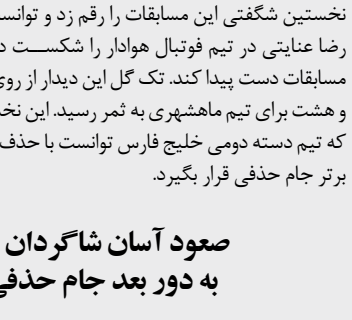 نخستین شگفتی این مسابقات را رقم زد و توانس
رضا عنایتی در تیم فوتبال هوادار را شکست د
مسابقات دست پیدا کند. تک گل این دیدار از روی
و هشت برای تیم ماهشهری به ثمر رسید. این نخ
که تیم دسته دومی خلیج فارس توانست با حذف
برتر جام حذفی قرار بگیرد.
صعود آسان شاگردان
به دور بعد جام حذفی